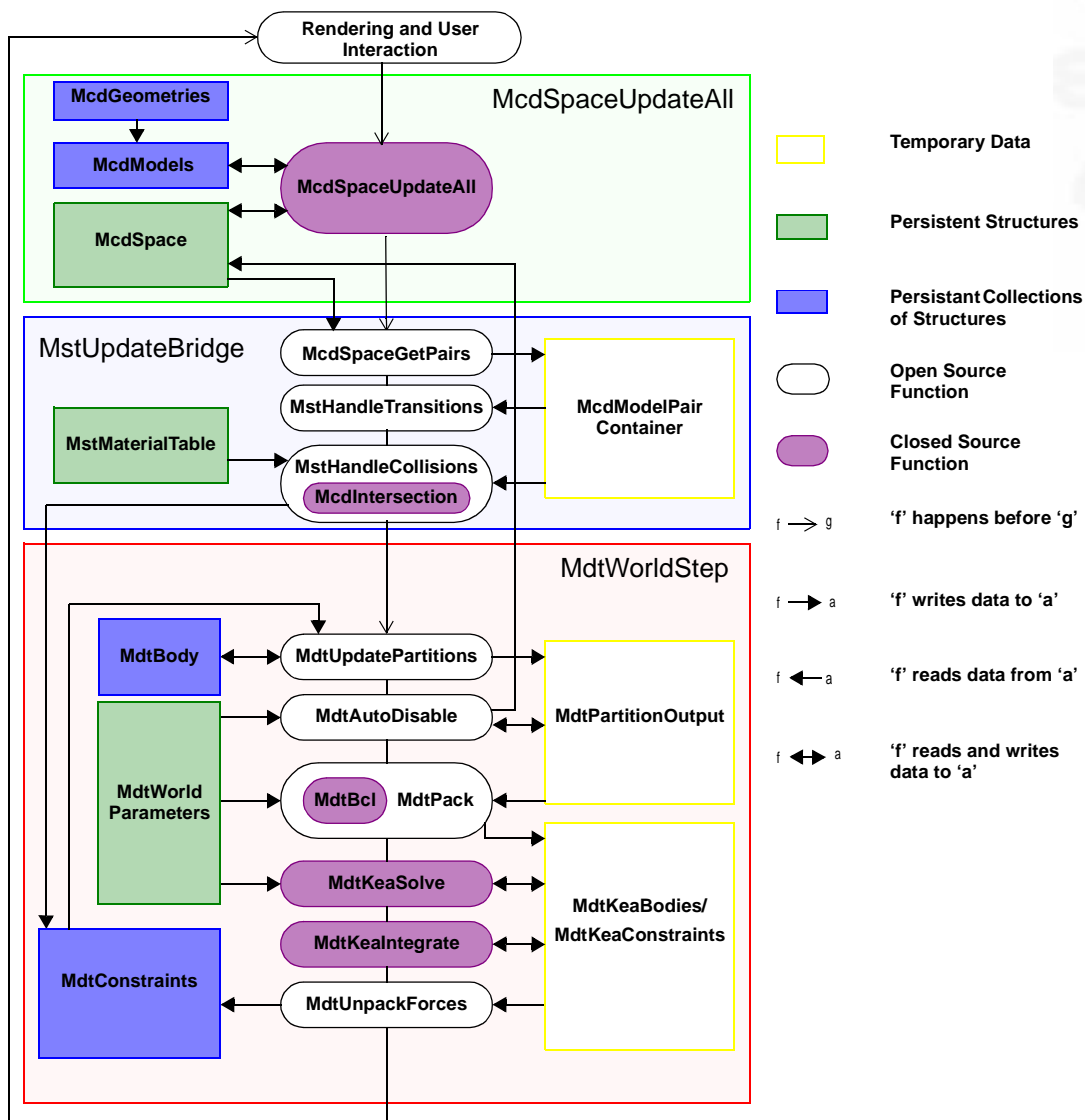 Rendering and User
Interaction
McdSpaceUpdateAll
McdGeometries
McdModels
McdSpaceUpdateAll
McdSpace
MstUpdateBridge
McdSpaceGetPairs
MstHandleTransitions
McdModelPair
Container
MstMaterialTable
MstHandleCollisions
McdIntersection
MdtWorldStep
MdtBody
MdtUpdatePartitions
MdtAutoDisable
MdtPartitionOutput
MdtWorld
Parameters
MdtBcl
MdtPack
MdtKeaSolve
MdtKeaBodies/
MdtKeaConstraints
MdtKeaIntegrate
MdtConstraints
MdtUnpackForces
Temporary Data
Persistent Structures
Persistant Collections
of Structures
Open Source
Function
Closed Source
Function
f g ‘f’ happens before ‘g’
f a ‘f’ writes data to ‘a’
f a ‘f’ reads data from ‘a’
f a ‘f’ reads and writes
data to ‘a’